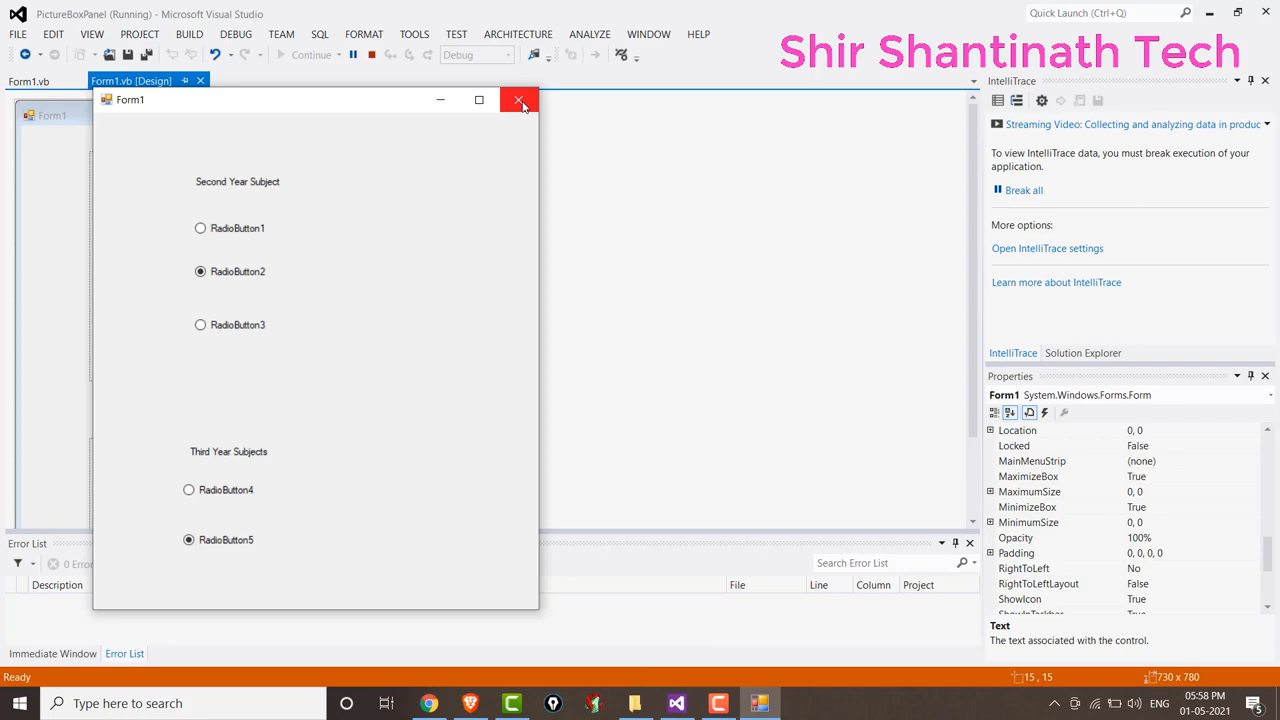 PictureBoxPanel (Running) - Microsoft Visual Studio
Quick Launch (Ctrl+Q)
FILE EDIT VIEW PROJECT BUILD DEBUG TEAM SQL FORMAT TOOLS TEST ARCHITECTURE ANALYZE WINDOW HELP
Continue
Debug
Shir Shantinath Tech
Form1.vb
Form1.vb [Design]
Form1
Form1
Second Year Subject
RadioButton1
RadioButton2
RadioButton3
Third Year Subjects
RadioButton4
RadioButton5
IntelliTrace
Streaming Video: Collecting and analyzing data in produc
To view IntelliTrace data, you must break execution of your
application.
Break all
More options:
Open IntelliTrace settings
Learn more about IntelliTrace
IntelliTrace Solution Explorer
Properties
Form1 System.Windows.Forms.Form
Location 0, 0
Locked False
MainMenuStrip (none)
MaximizeBox True
MaximumSize 0, 0
MinimizeBox True
MinimumSize 0, 0
Opacity 100%
Padding 0, 0, 0, 0
RightToLeft No
RightToLeftLayout False
ShowIcon True
ShowInTaskbar True
Text
The text associated with the control.
Error List
0 Erro
Search Error List
Description File Line Column Project
Immediate Window Error List
Ready
15 , 15
730 x 780
Type here to search
ENG
05:58 PM
01-05-2021
5